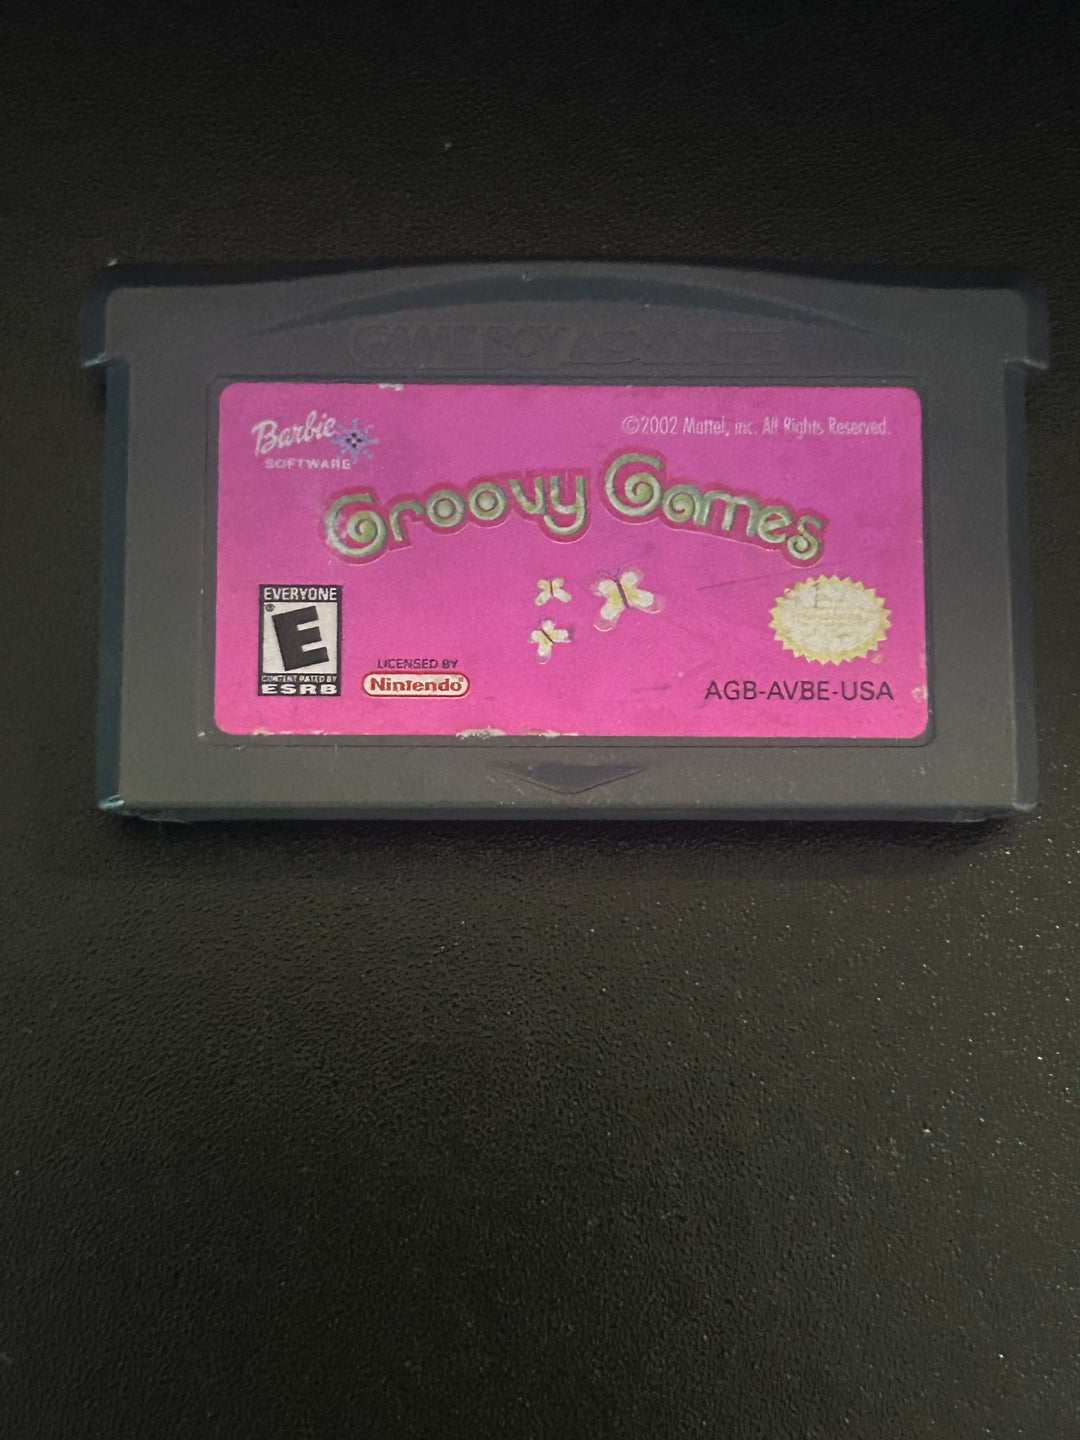 GAME BOY ADVANCE
Barbie
SOFTWARE
©2002 Mattel, Inc. All Rights Reserved.
Groovy Games
EVERYONE
E
CONTENT RATED BY
ESRB
LICENSED BY
Nintendo
AGB-AVBE-USA